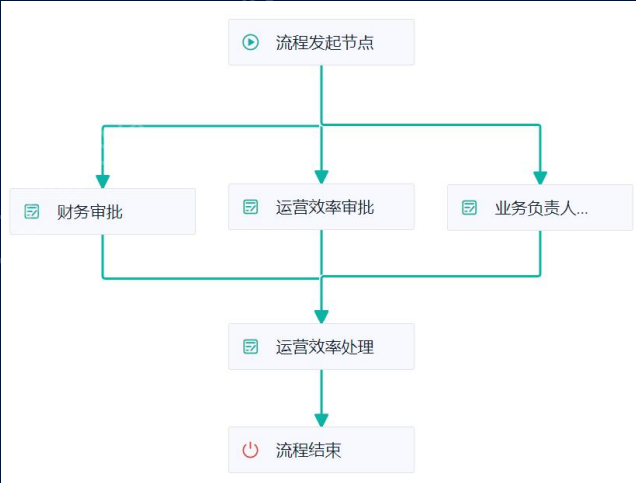 流程发起节点
财务审批
运营效率审批
业务负责人...
运营效率处理
流程结束